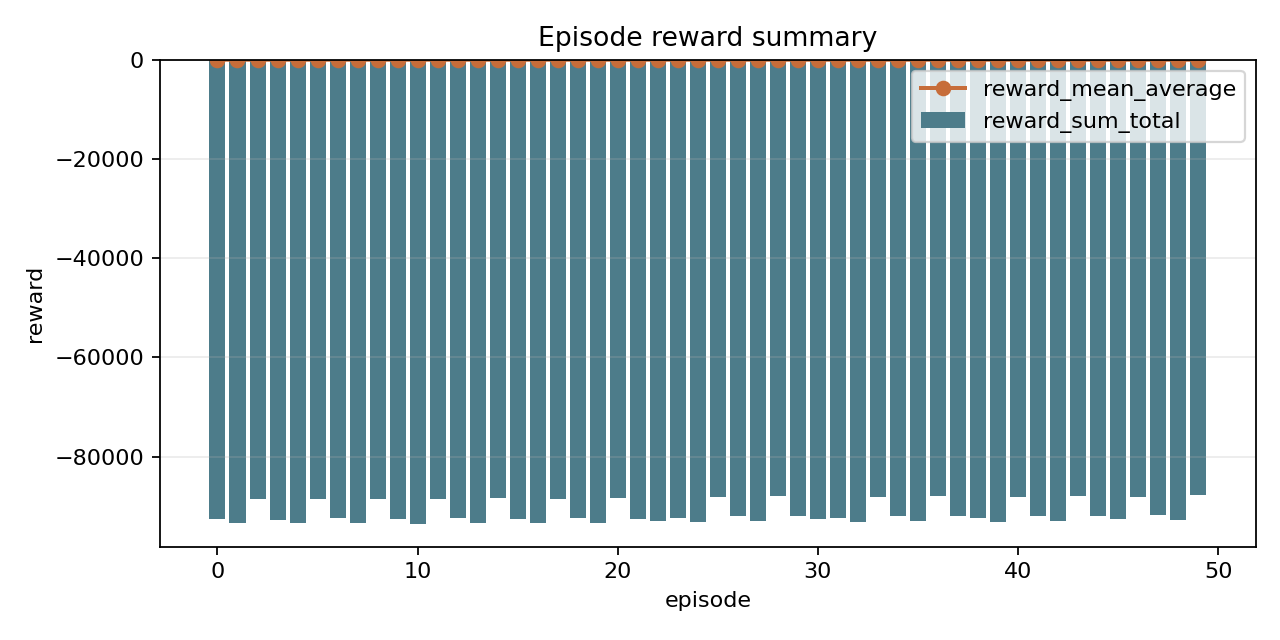 Episode reward summary
0
−20000
−40000
−60000
−80000
reward
reward_mean_average
reward_sum_total
0 10 20 30 40 50
episode